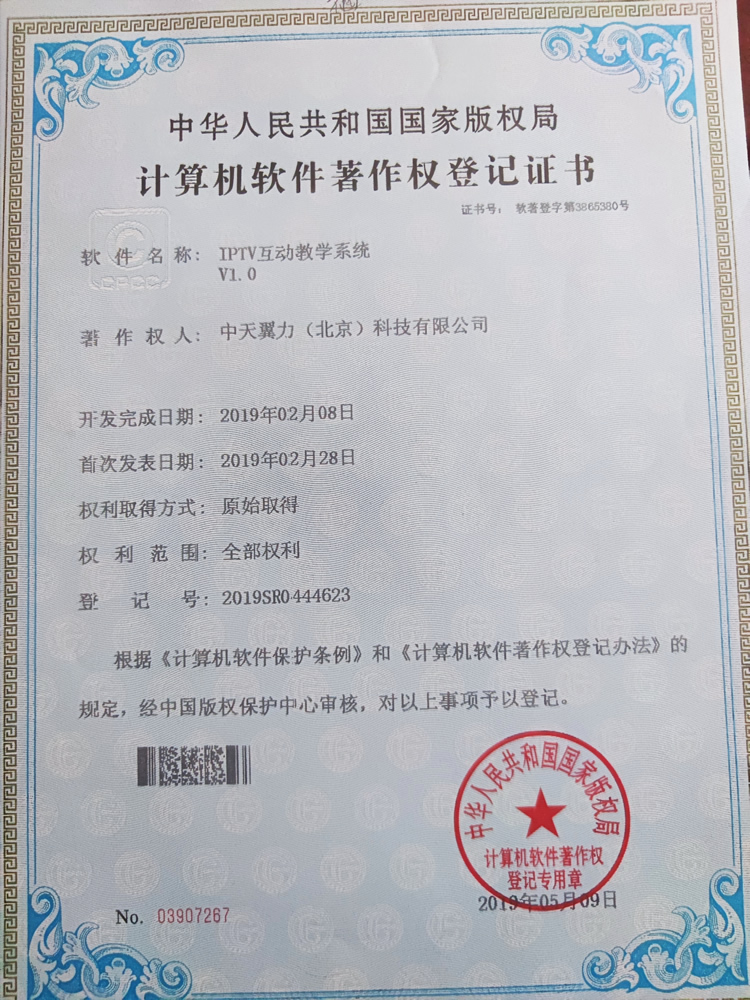 中华人民共和国国家版权局
计算机软件著作权登记证书
证书号： 软著登字第3865380号
软件名称： IPTV互动教学系统
V1.0
著作权人： 中天翼力（北京）科技有限公司
开发完成日期： 2019年02月08日
首次发表日期： 2019年02月28日
权利取得方式： 原始取得
权利范围： 全部权利
登记号： 2019SR0444623
根据《计算机软件保护条例》和《计算机软件著作权登记办法》的
规定，经中国版权保护中心审核，对以上事项予以登记。
中华人民共和国国家版权局
计算机软件著作权
登记专用章
2019年05月09日
No. 03907267
CPCC